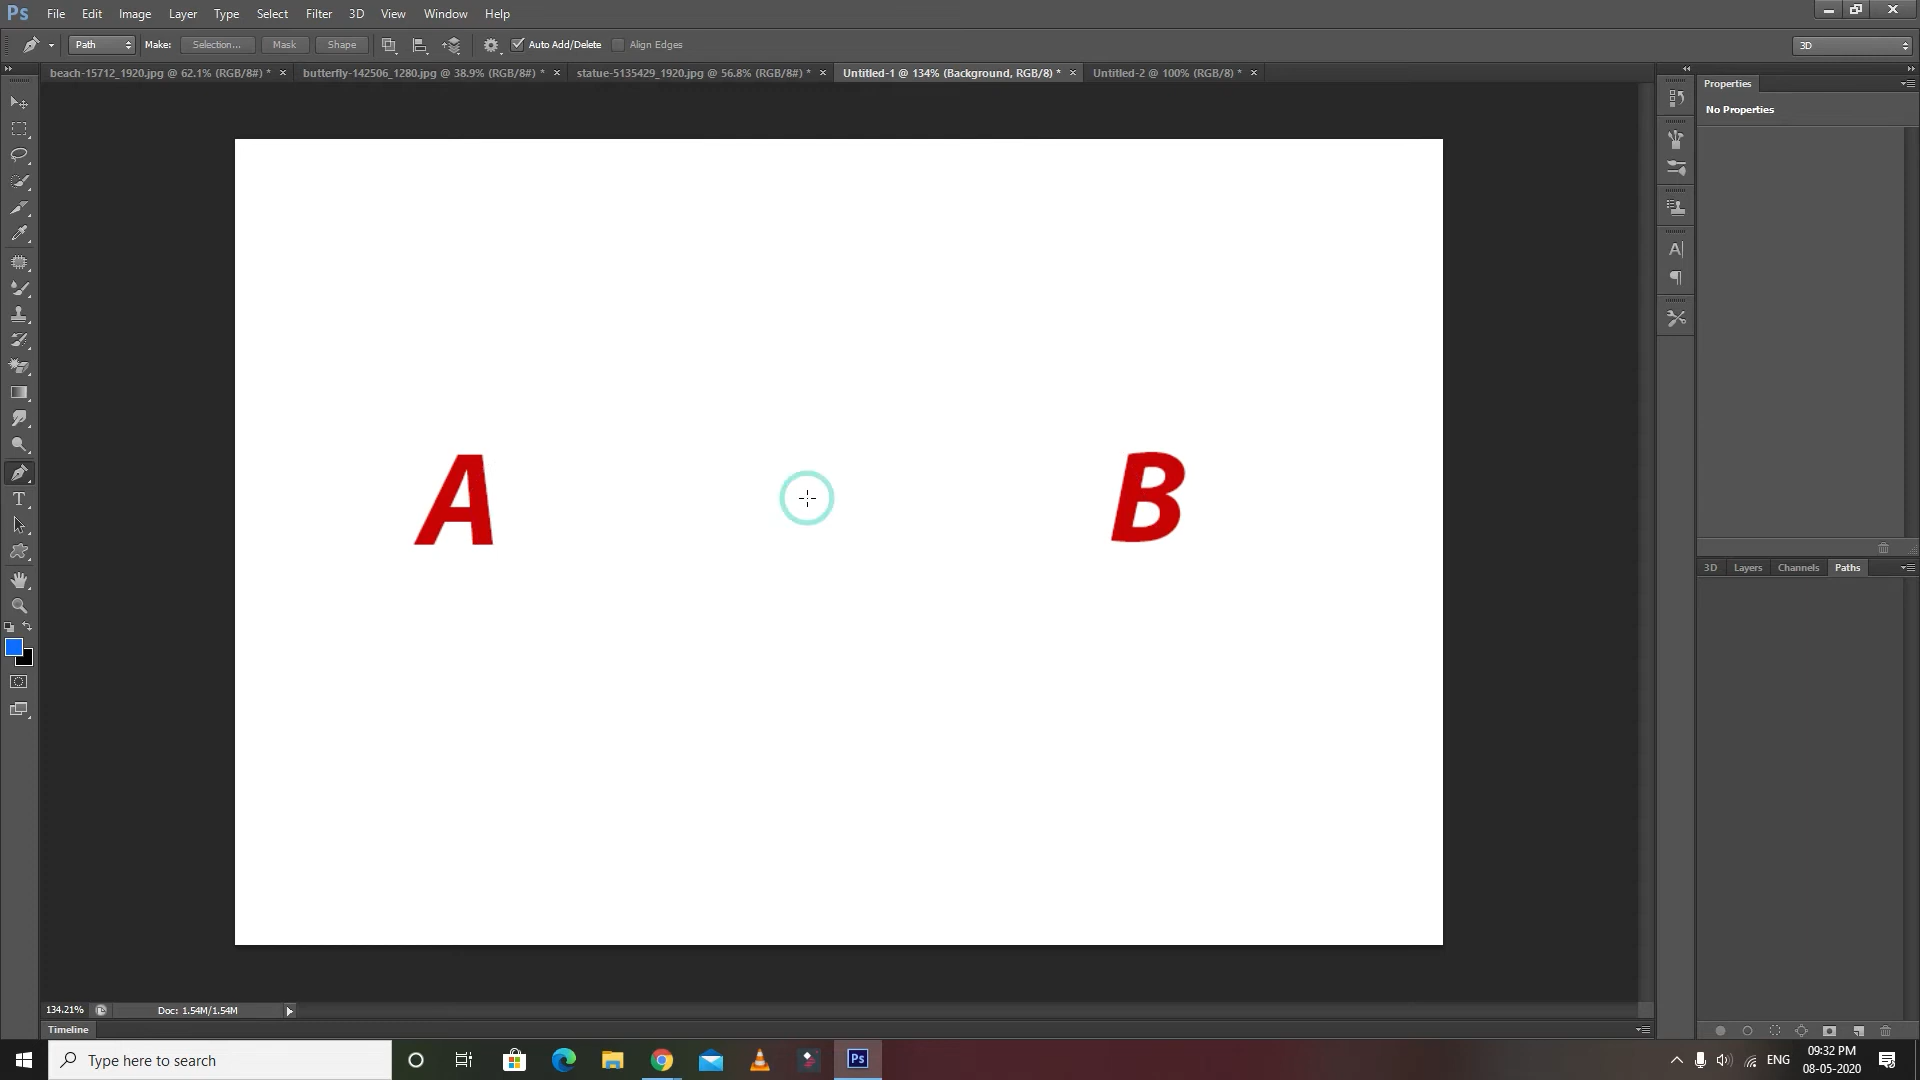 Ps File Edit Image Layer Type Select Filter 3D View Window Help
Path Make: Selection... Mask Shape Auto Add/Delete Align Edges 3D
beach-15712_1920.jpg @ 62.1% (RGB/8#) * butterfly-142506_1280.jpg @ 38.9% (RGB/8#) * statue-5135429_1920.jpg @ 56.8% (RGB/8#) * Untitled-1 @ 134% (Background, RGB/8) * Untitled-2 @ 100% (RGB/8) *
Properties
No Properties
A B
3D Layers Channels Paths
134.21% Doc: 1.54M/1.54M
Timeline
Type here to search
Ps
ENG
09:32 PM
08-05-2020